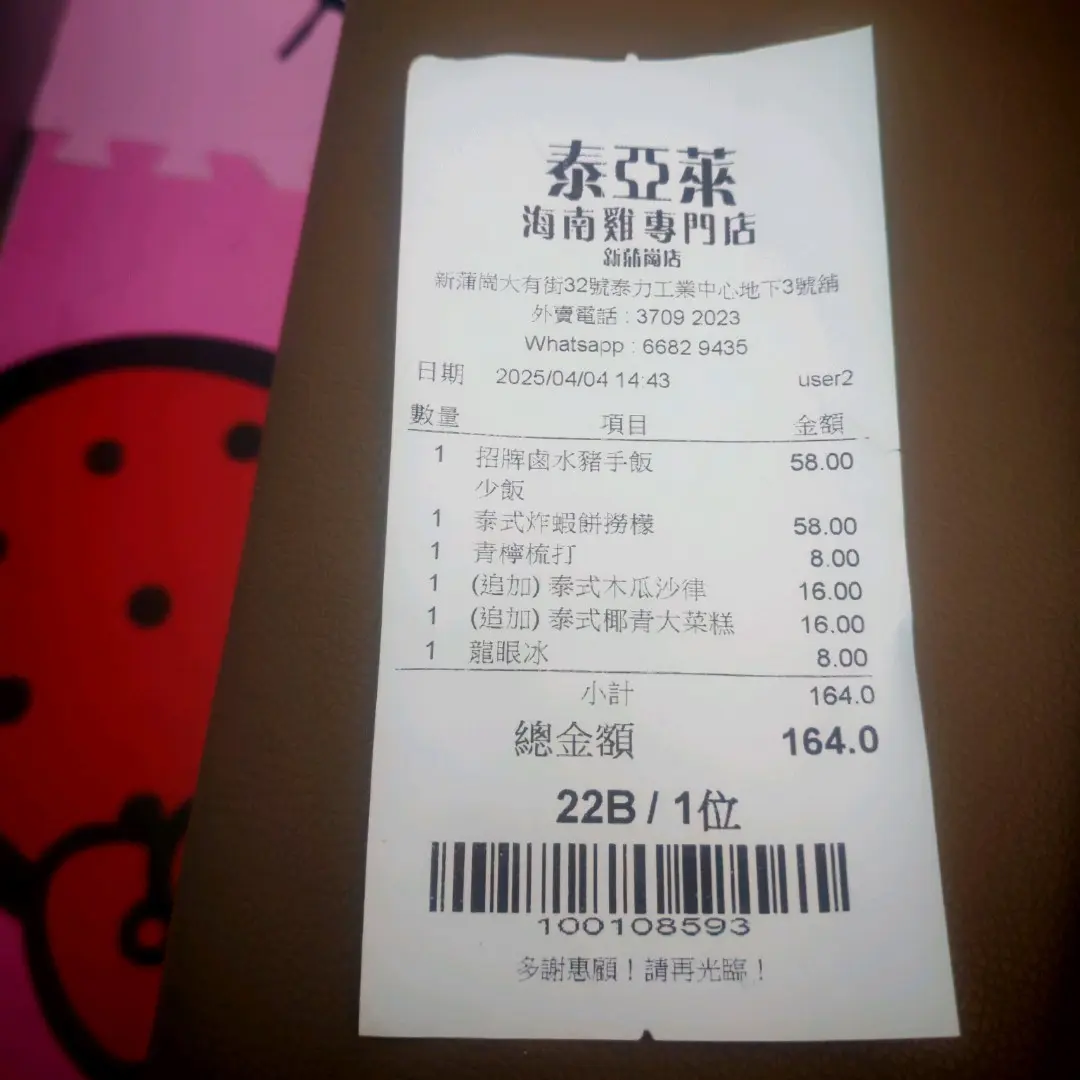 泰亞萊
海南雞專門店
新蒲崗店
新蒲崗大有街32號泰力工業中心地下3號舖
外賣電話 : 3709 2023
Whatsapp : 6682 9435
日期 2025/04/04 14:43 user2
數量 項目 金額
1 招牌鹵水豬手飯 58.00
少飯
1 泰式炸蝦餅撈檬 58.00
1 青檸梳打 8.00
1 (追加) 泰式木瓜沙律 16.00
1 (追加) 泰式椰青大菜糕 16.00
1 龍眼冰 8.00
小計 164.0
總金額 164.0
22B / 1位
100108593
多謝惠顧！請再光臨！